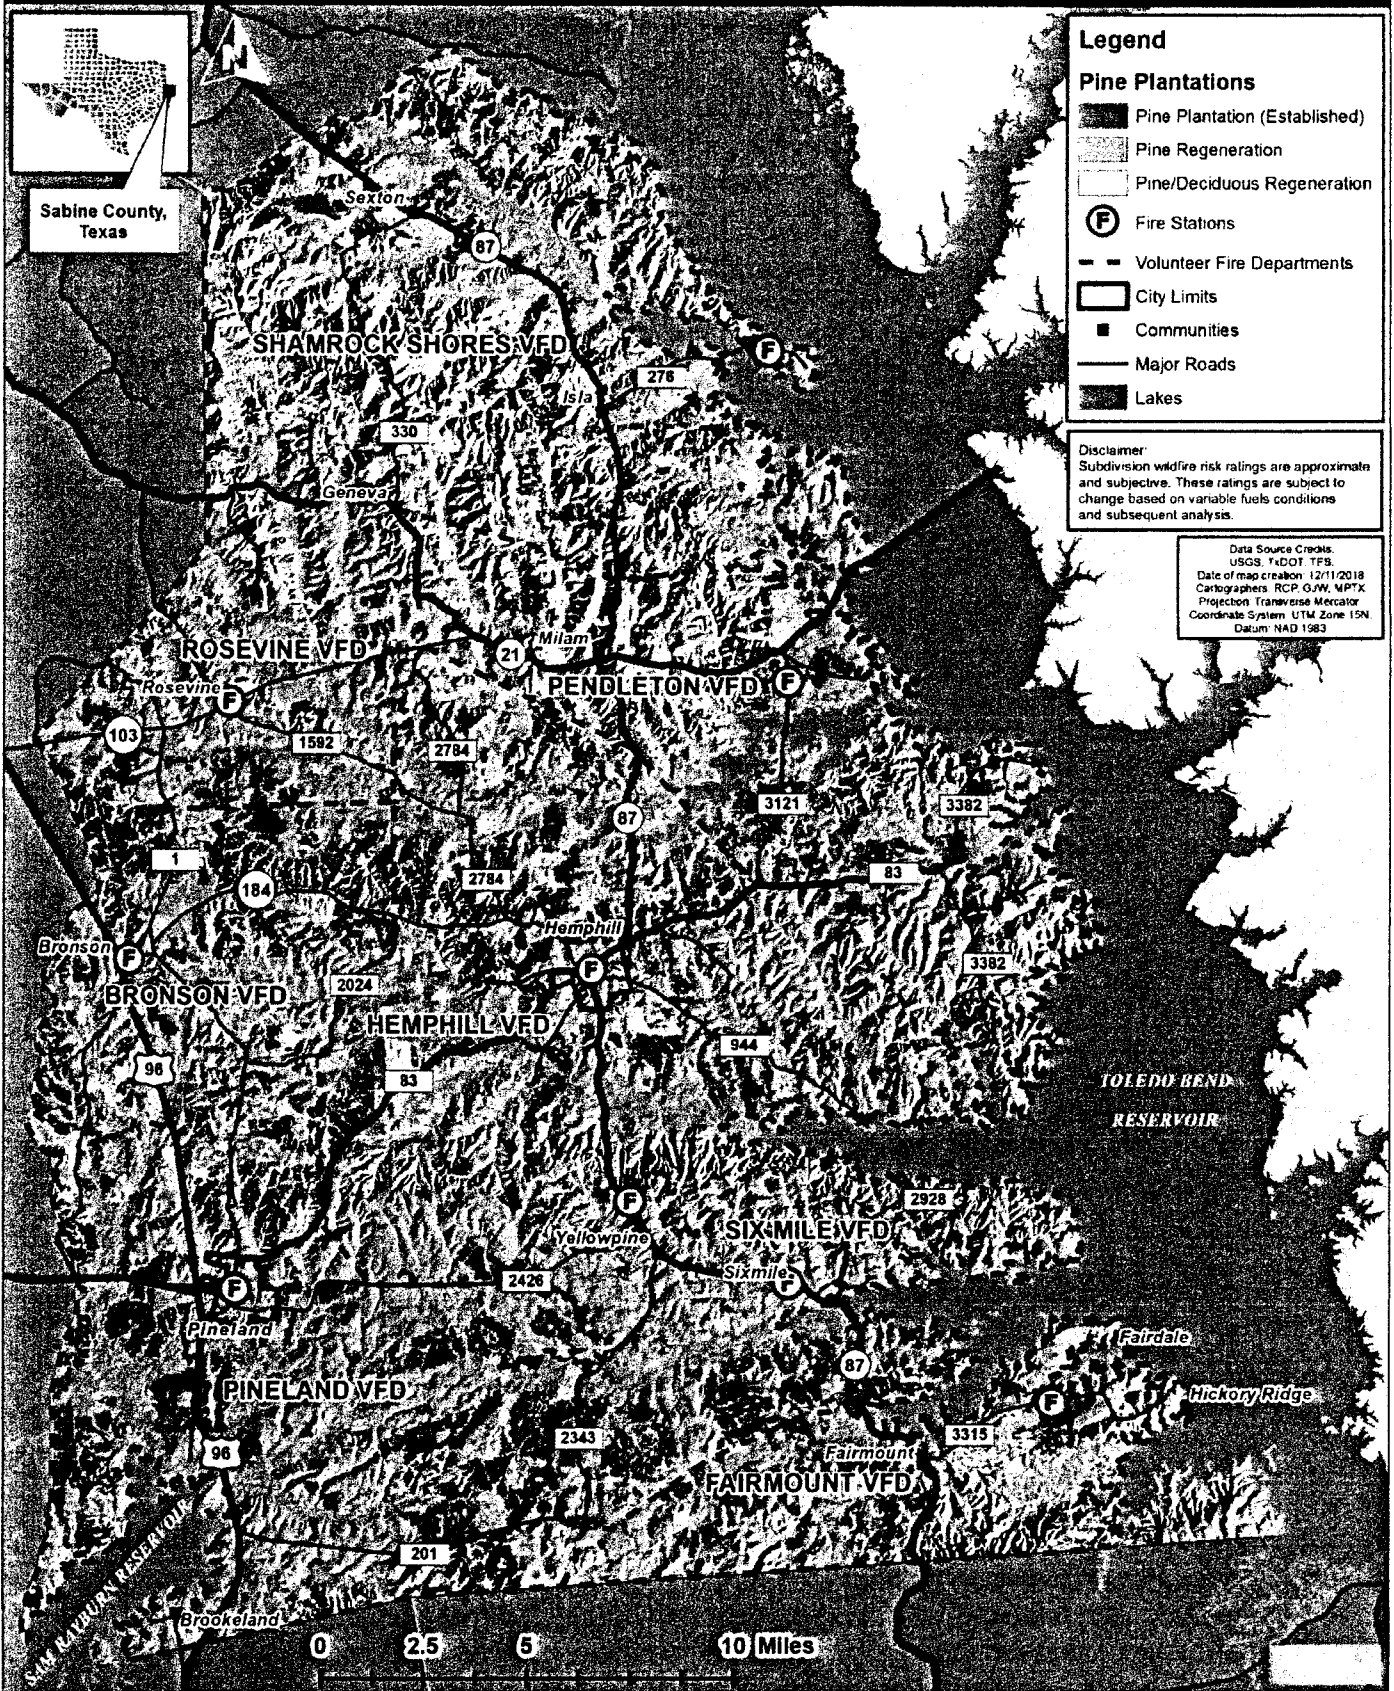 N
Sabine County,
Texas
Legend
Pine Plantations
Pine Plantation (Established)
Pine Regeneration
Pine/Deciduous Regeneration
F Fire Stations
Volunteer Fire Departments
City Limits
Communities
Major Roads
Lakes
Disclaimer:
Subdivision wildfire risk ratings are approximate
and subjective. These ratings are subject to
change based on variable fuels conditions
and subsequent analysis.
Data Source Credits:
USGS, TxDOT, TFS.
Date of map creation: 12/11/2018
Cartographers: RCP, GJW, MPTX
Projection: Transverse Mercator
Coordinate System: UTM Zone 15N
Datum: NAD 1983
Sexton
87
SHAMROCK SHORES VFD
F
276
Isla
330
Geneva
Milam
ROSEVINE VFD
21
Rosevine
F
PENDLETON VFD
F
103
1592
2784
3121
3382
87
1
184
2784
83
Hemphill
Bronson
F
F
3382
2024
BRONSON VFD
HEMPHILL VFD
944
96
83
TOLEDO BEND
RESERVOIR
F
2928
SIX MILE VFD
Yellowpine
Sixmile
F
2426
F
Pineland
Fairdale
87
PINELAND VFD
F
Hickory Ridge
2343
3315
96
Fairmount
FAIRMOUNT VFD
201
SAM RAYBURN RESERVOIR
Brookeland
0 2.5 5 10 Miles